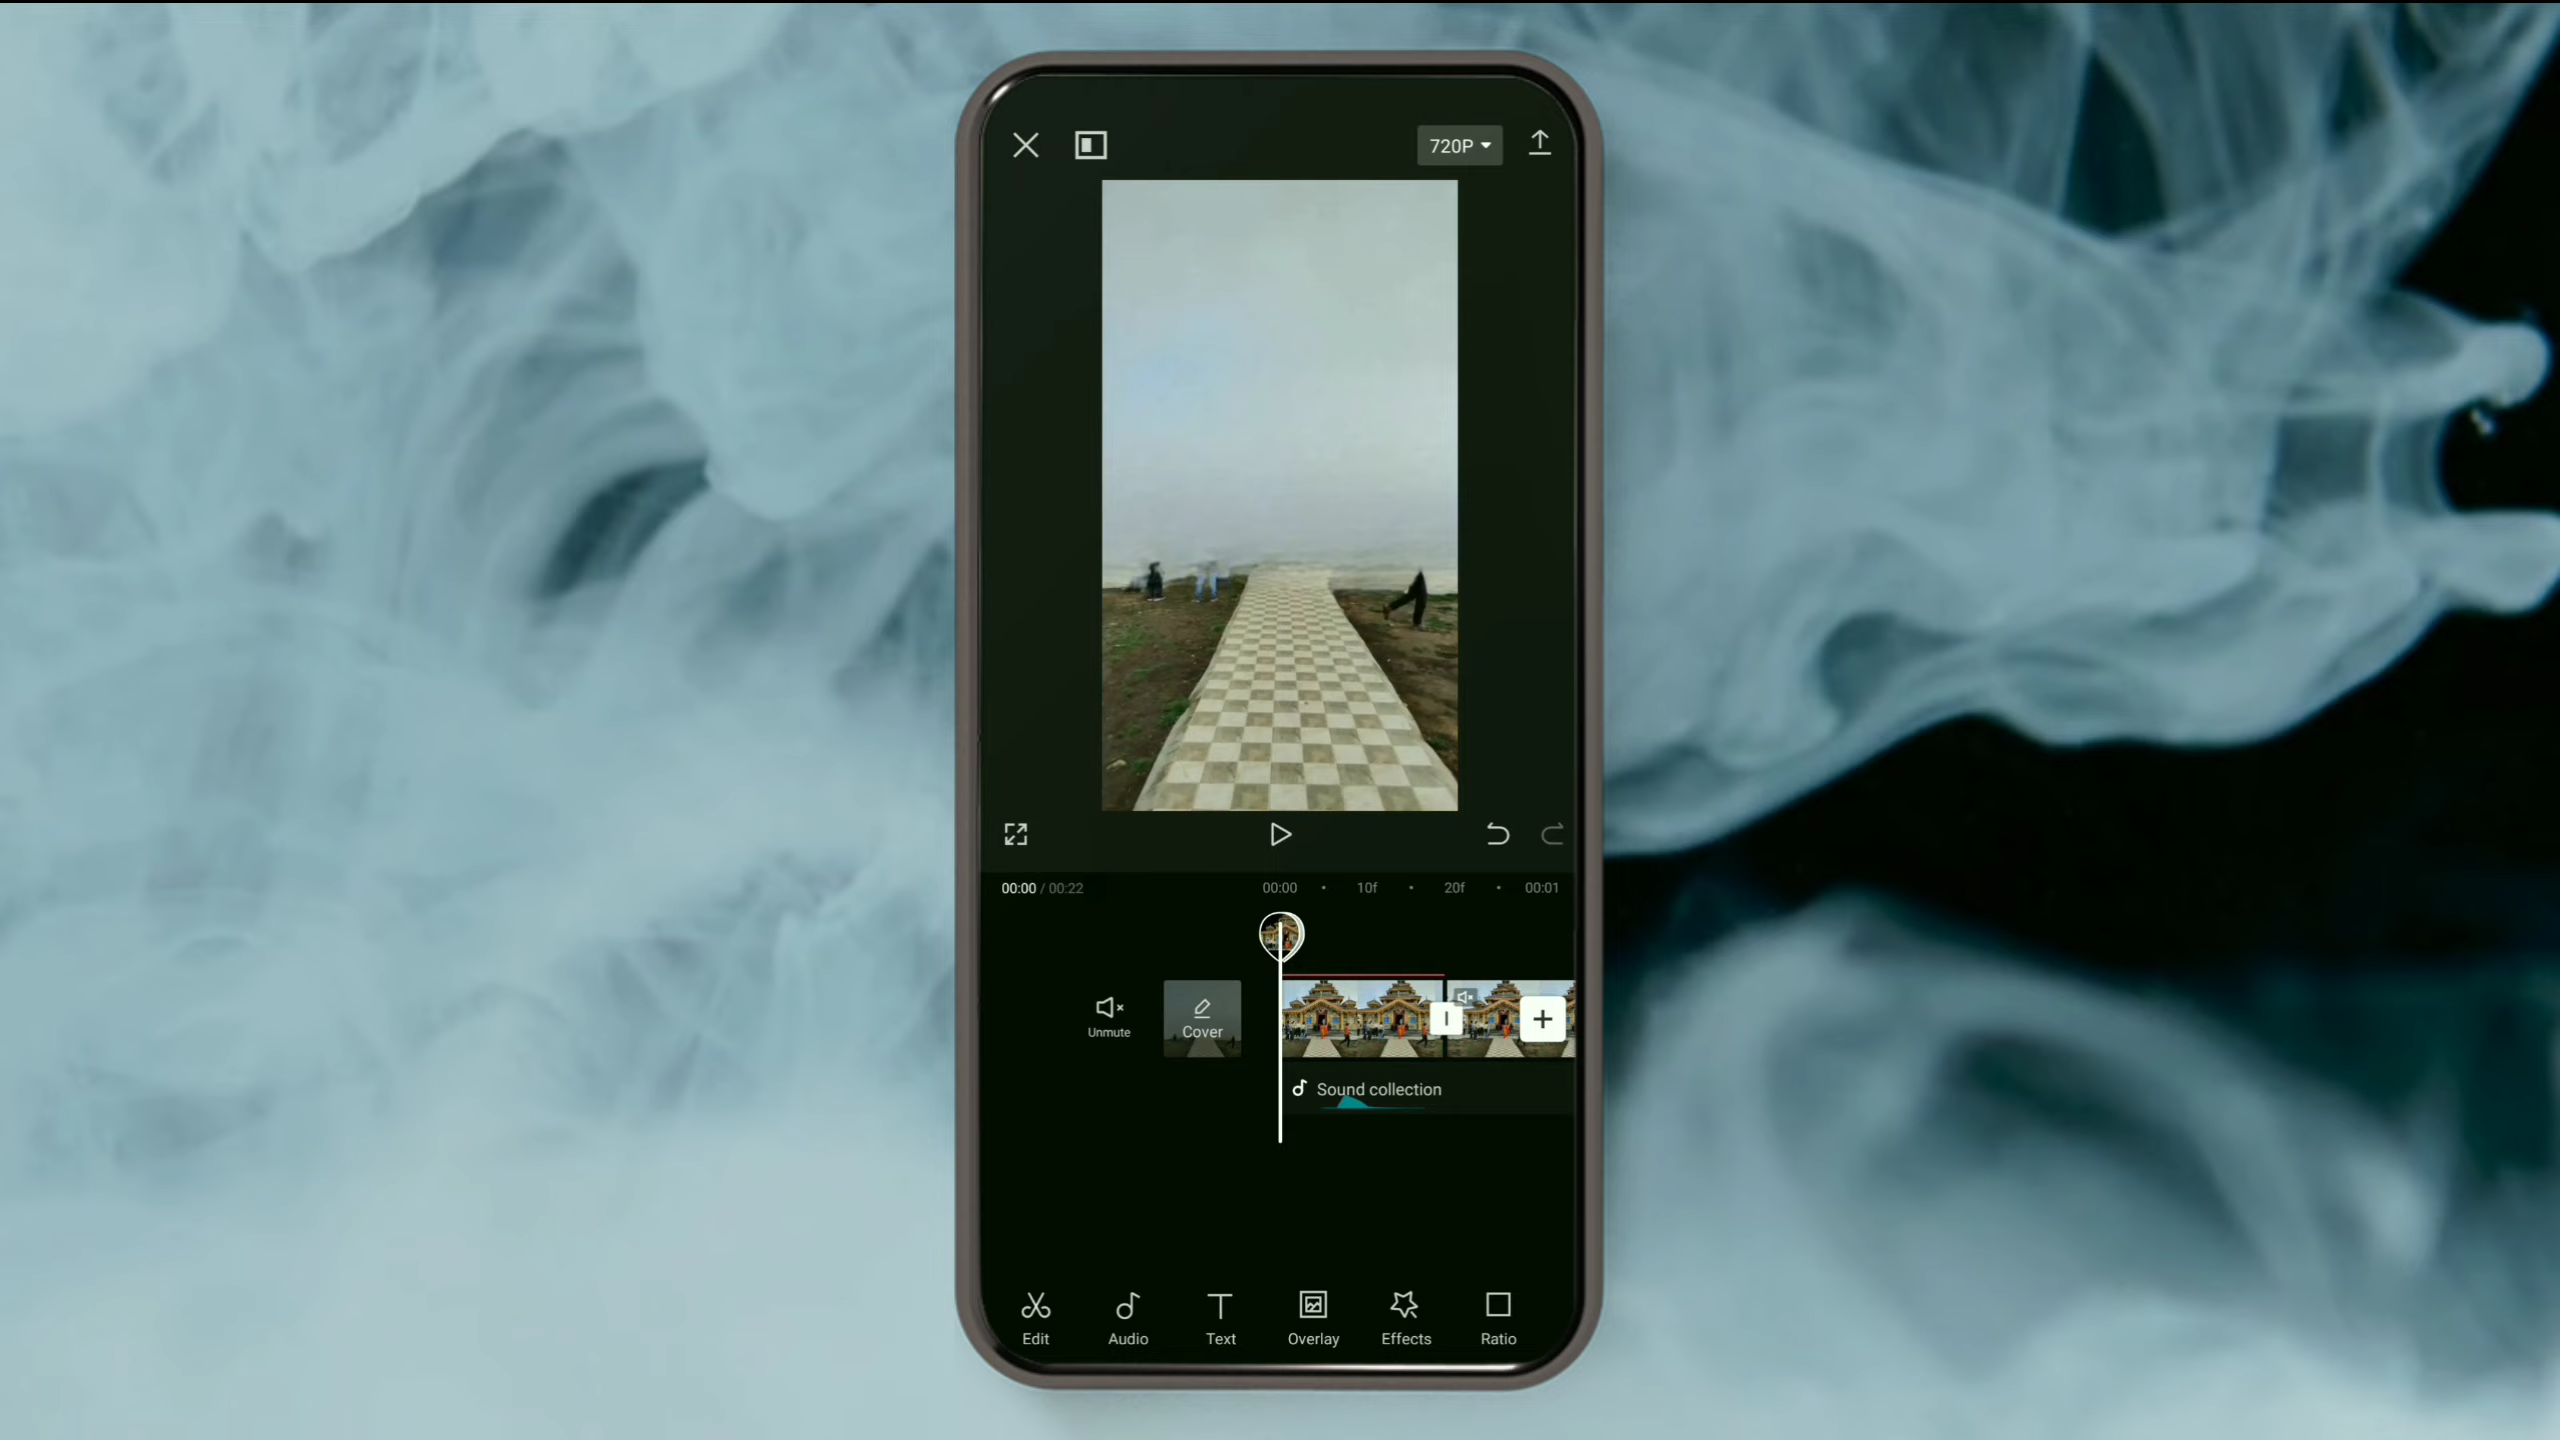 720P
00:00 / 00:22
00:00 • 10f • 20f • 00:01
Unmute
Cover
Sound collection
Edit
Audio
Text
Overlay
Effects
Ratio